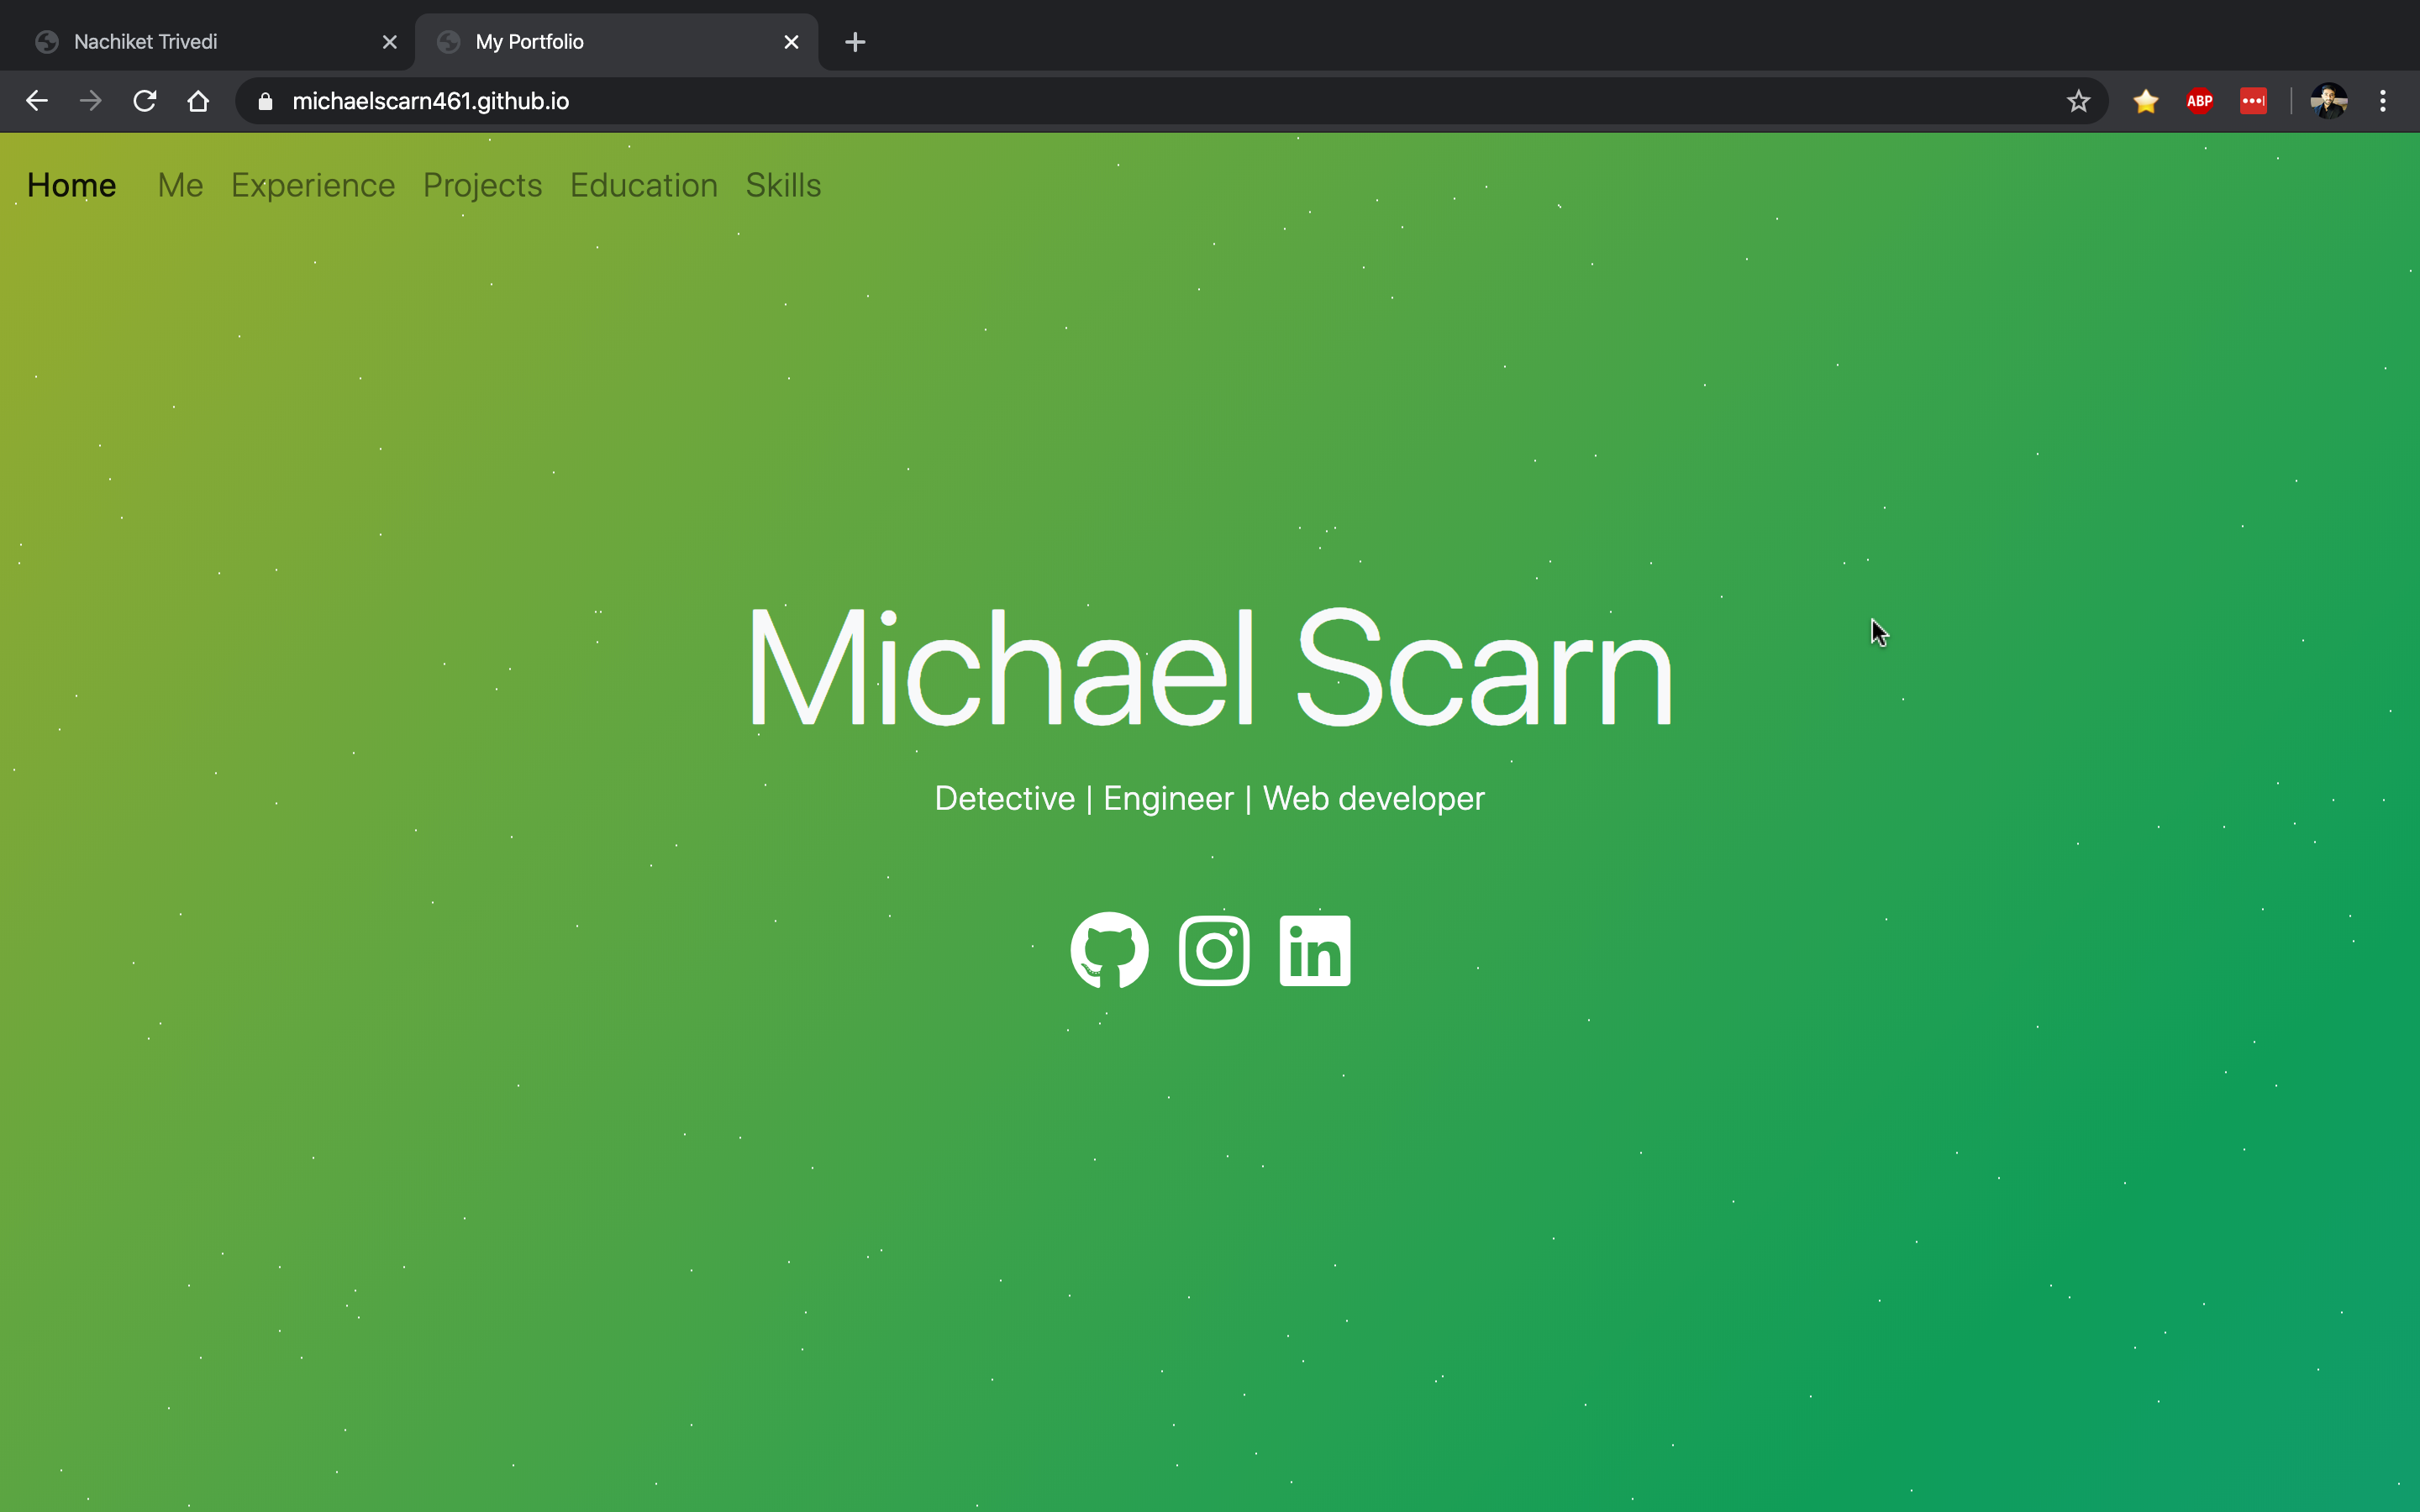 Nachiket Trivedi
My Portfolio
michaelscarn461.github.io
ABP
Home Me Experience Projects Education Skills
Michael Scarn
Detective | Engineer | Web developer
in